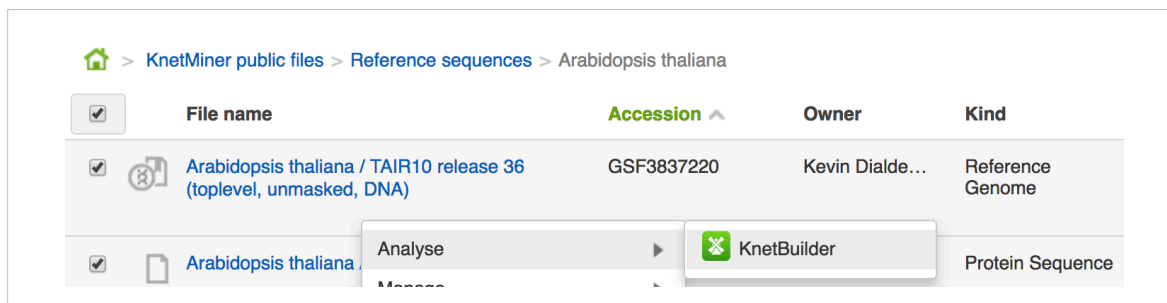 > KnetMiner public files > Reference sequences > Arabidopsis thaliana
File name Accession Owner Kind
Arabidopsis thaliana / TAIR10 release 36 GSF3837220 Kevin Dialde… Reference
(toplevel, unmasked, DNA) Genome
Analyse KnetBuilder
Arabidopsis thaliana Protein Sequence
Manage